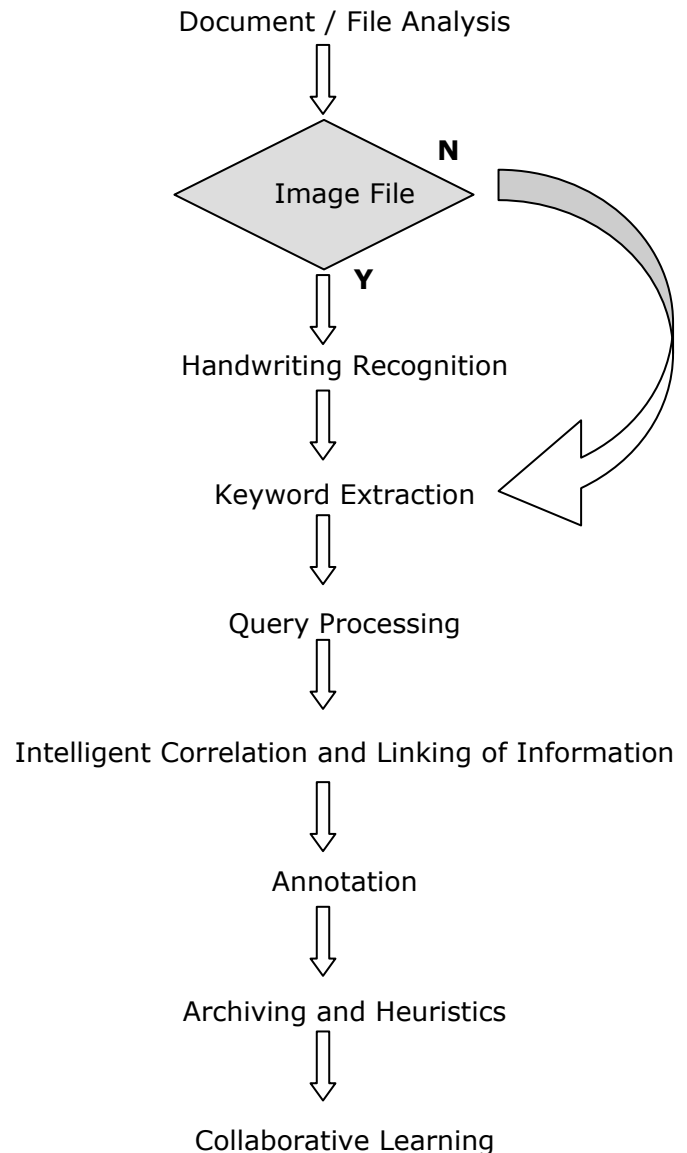 Document / File Analysis
N
Image File
Y
Handwriting Recognition
Keyword Extraction
Query Processing
Intelligent Correlation and Linking of Information
Annotation
Archiving and Heuristics
Collaborative Learning